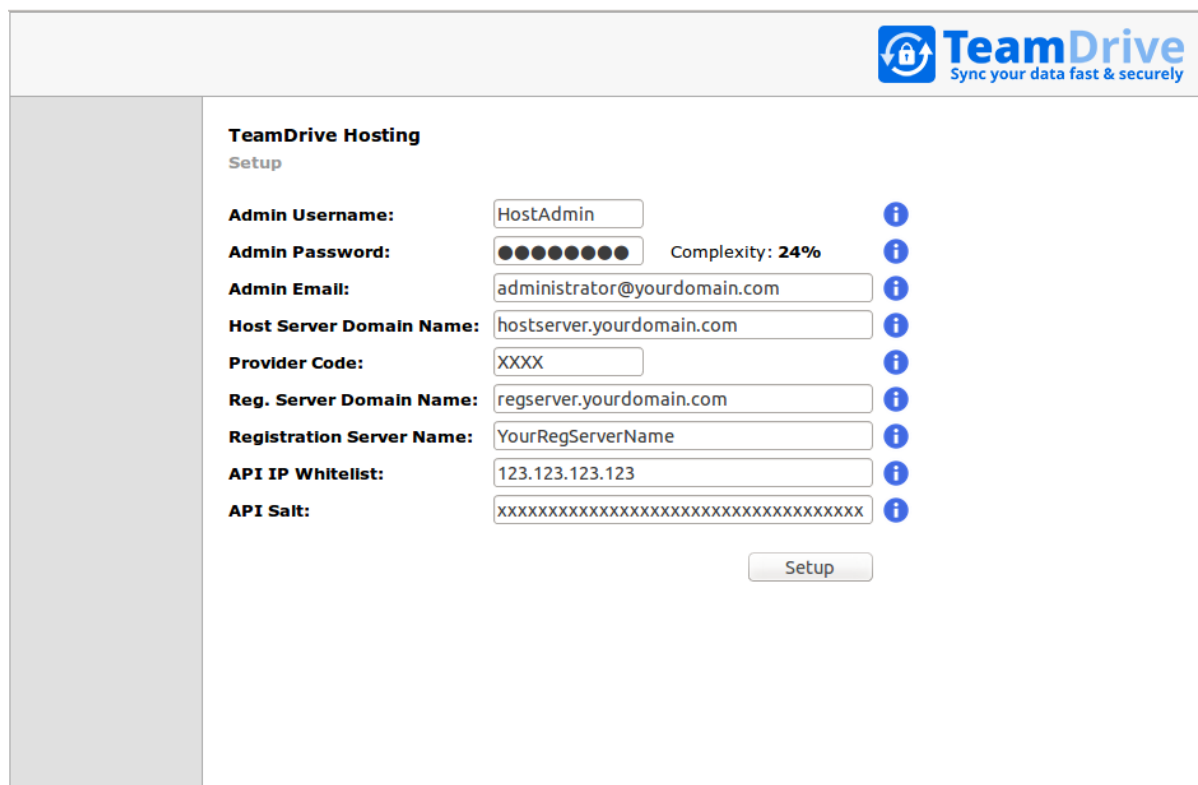 TeamDrive
Sync your data fast & securely
TeamDrive Hosting
Setup
Admin Username: HostAdmin
Admin Password: ●●●●●●●● Complexity: 24%
Admin Email: administrator@yourdomain.com
Host Server Domain Name: hostserver.yourdomain.com
Provider Code: XXXX
Reg. Server Domain Name: regserver.yourdomain.com
Registration Server Name: YourRegServerName
API IP Whitelist: 123.123.123.123
API Salt: xxxxxxxxxxxxxxxxxxxxxxxxxxxxxxxxxxxx
Setup